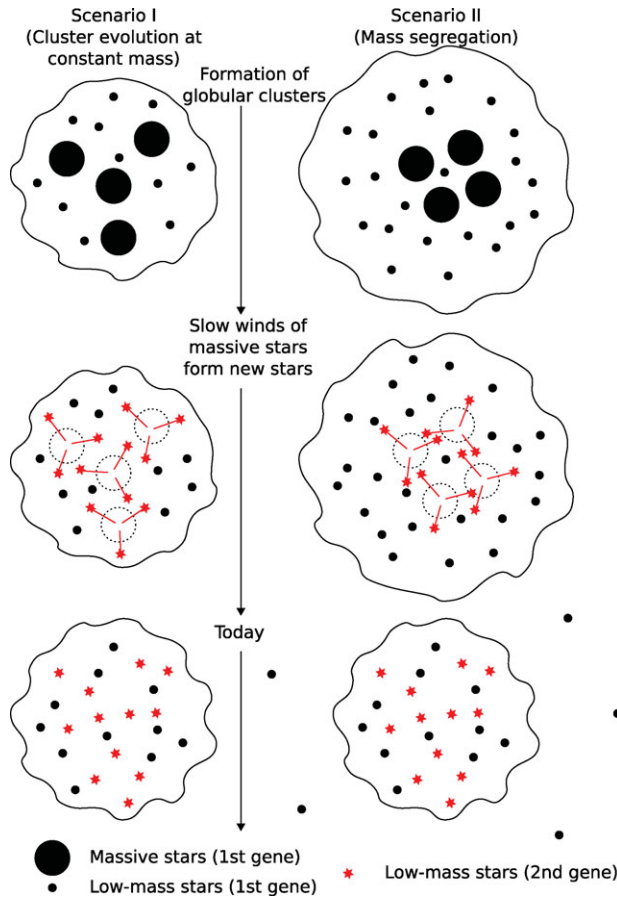 Scenario I
(Cluster evolution at
constant mass)
Scenario II
(Mass segregation)
Formation of
globular clusters
Slow winds of
massive stars
form new stars
Today
Massive stars (1st gene)
Low-mass stars (1st gene)
Low-mass stars (2nd gene)